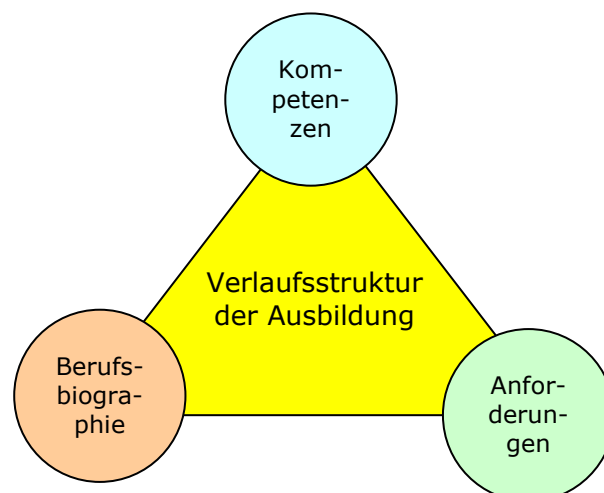 Kom-
peten-
zen
Verlaufsstruktur
der Ausbildung
Berufs-
biogra-
phie
Anfor-
derun-
gen